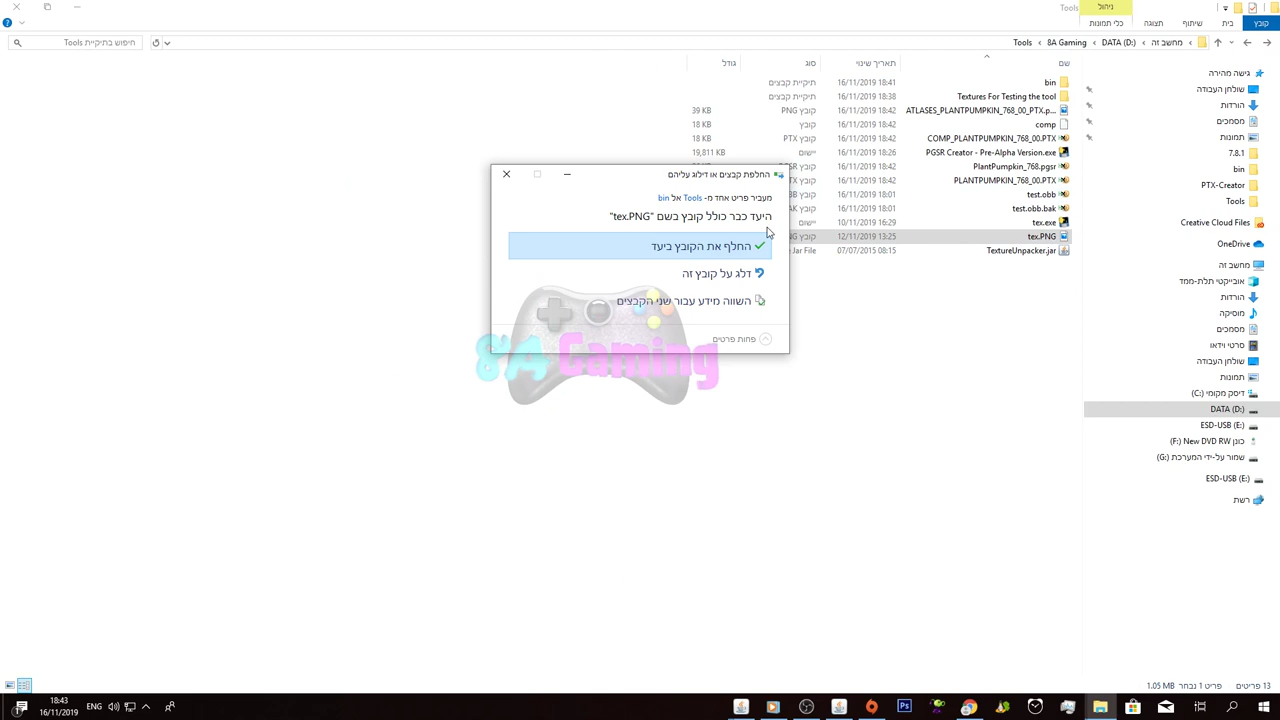 Tools
ניהול
קובץ
בית
שיתוף
תצוגה
כלי תמונות
מחשב זה
DATA (D:)
8A Gaming
Tools
חיפוש בתיקיית Tools
שם
תאריך שינוי
סוג
גודל
bin 16/11/2019 18:41 תיקיית קבצים
Textures For Testing the tool 16/11/2019 18:38 תיקיית קבצים
ATLASES_PLANTPUMPKIN_768_00_PTX.p... 16/11/2019 18:42 קובץ PNG 39 KB
comp 16/11/2019 18:42 קובץ 18 KB
COMP_PLANTPUMPKIN_768_00.PTX 16/11/2019 18:42 קובץ PTX 18 KB
PGSR Creator - Pre-Alpha Version.exe 16/11/2019 18:26 יישום 19,811 KB
PlantPumpkin_768.pgsr 16/11/2019 18:42
PLANTPUMPKIN_768_00.PTX 16/11/2019 18:42
test.obb 16/11/2019 18:01
test.obb.bak 16/11/2019 18:01
tex.exe 10/11/2019 16:29 יישום
tex.PNG 12/11/2019 13:25
TextureUnpacker.jar 07/07/2015 08:15 Jar File
החלפת קבצים או דילוג עליהם
מעביר פריט אחד מ- Tools אל bin
היעד כבר כולל קובץ בשם "tex.PNG"
החלף את הקובץ ביעד
דלג על קובץ זה
השווה מידע עבור שני הקבצים
פחות פרטים
8A Gaming
גישה מהירה
שולחן העבודה
הורדות
מסמכים
תמונות
7.8.1
bin
PTX-Creator
Tools
Creative Cloud Files
OneDrive
מחשב זה
אובייקטי תלת-ממד
הורדות
מוסיקה
מסמכים
סרטי וידאו
שולחן העבודה
תמונות
דיסק מקומי (C:)
DATA (D:)
ESD-USB (E:)
כונן New DVD RW (F:)
שמור על-ידי המערכת (G:)
ESD-USB (E:)
רשת
13 פריטים
פריט 1 נבחר 1.05 MB
18:43
16/11/2019
ENG